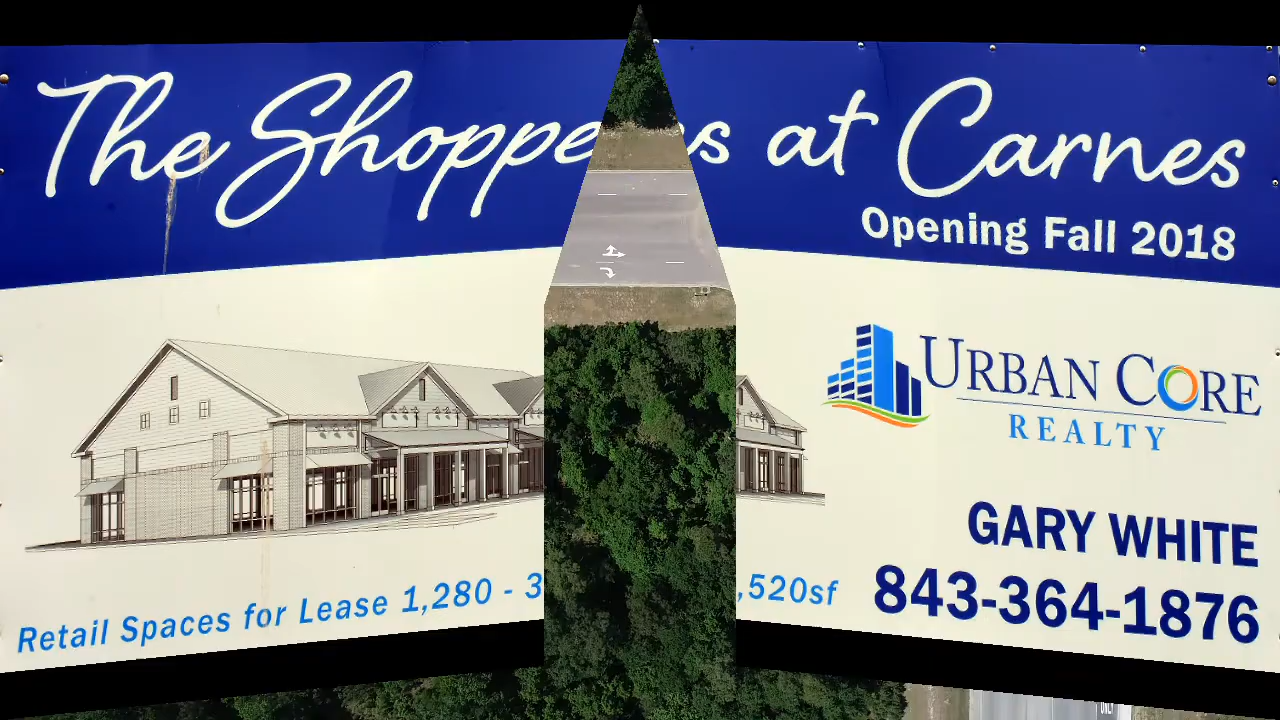 The Shoppes at Carnes
Opening Fall 2018
URBAN CORE
REALTY
GARY WHITE
843-364-1876
Retail Spaces for Lease 1,280 - 3,520sf